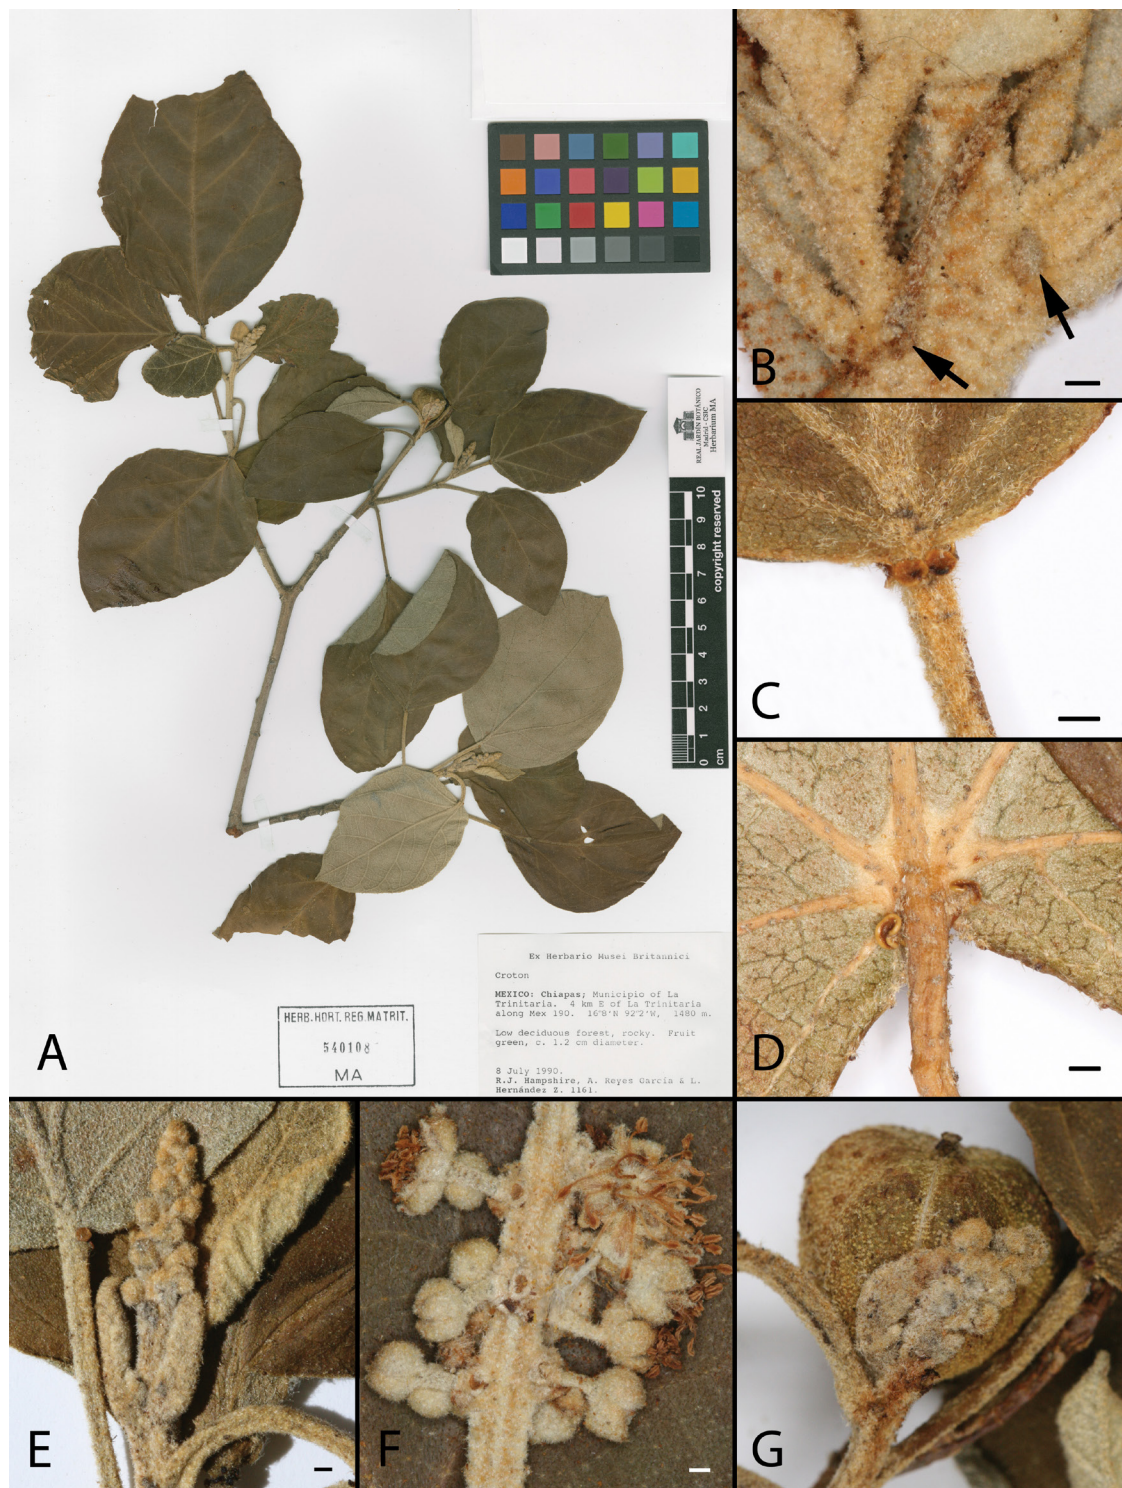 REAL JARDÍN BOTÁNICO
Madrid - CSIC
Herbarium MA
copyright reserved
0 1 2 3 4 5 6 7 8 9 10
cm
Ex Herbario Musei Britannici
Croton
MEXICO: Chiapas; Municipio of La
Trinitaria. 4 km E of La Trinitaria
along Mex 190. 16°8'N 92°2'W, 1480 m.
Low deciduous forest, rocky. Fruit
green, c. 1.2 cm diameter.
8 July 1990.
R.J. Hampshire, A. Reyes García & L.
Hernández Z. 1161.
HERB. HORT. REG. MATRIT.
540108
MA
A
B
C
D
E
F
G